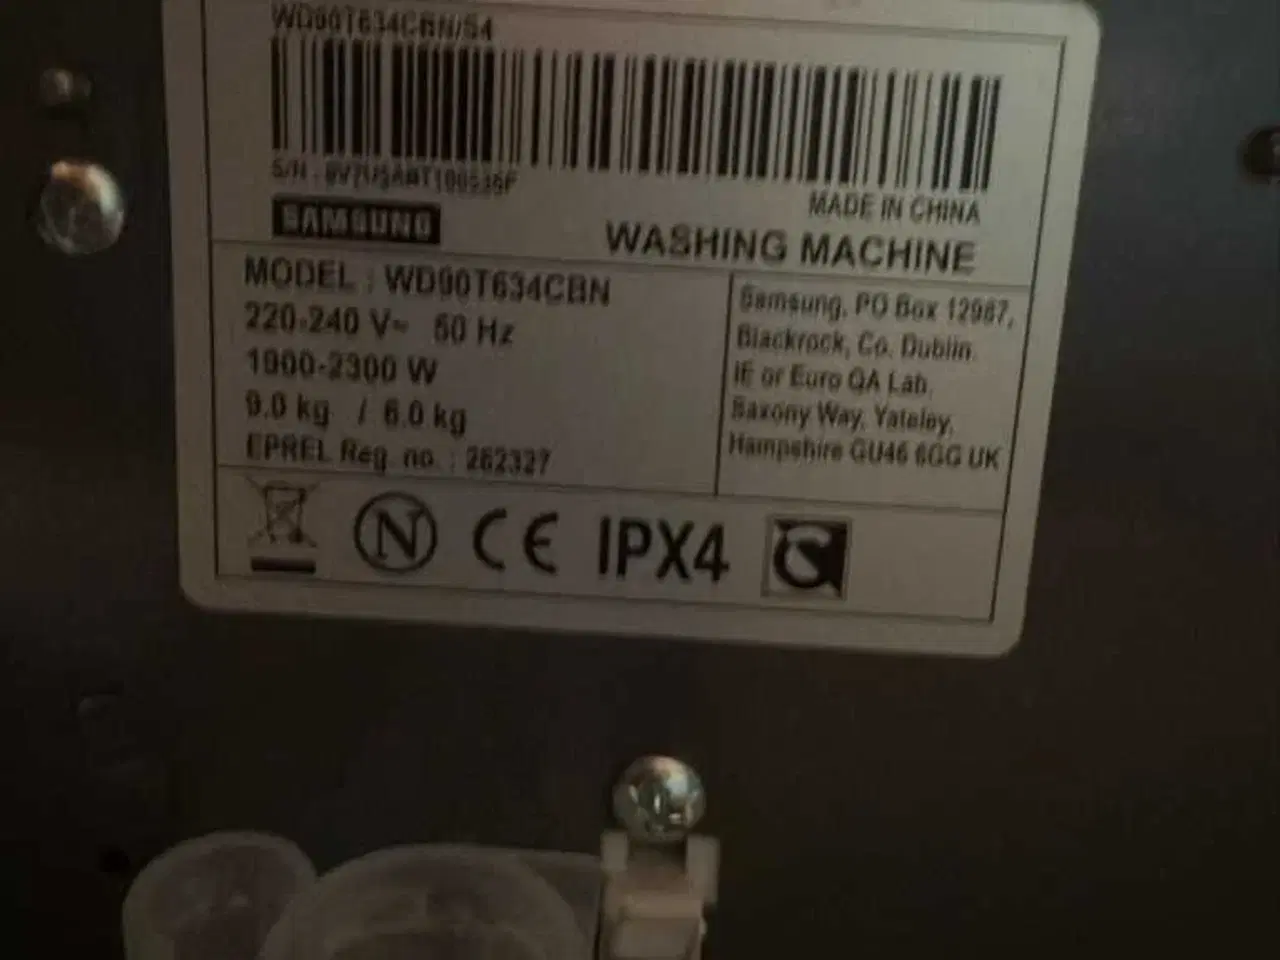 WD90T634CBN/S4
S/N :
MADE IN CHINA
SAMSUNG
WASHING MACHINE
MODEL : WD90T634CBN
220-240 V~ 50 Hz
1900-2300 W
9.0 kg / 6.0 kg
EPREL Reg. no. : 262327
Samsung, PO Box 12987,
Blackrock, Co. Dublin.
IE or Euro QA Lab.
Saxony Way, Yateley,
Hampshire GU46 6GG UK
N CE IPX4